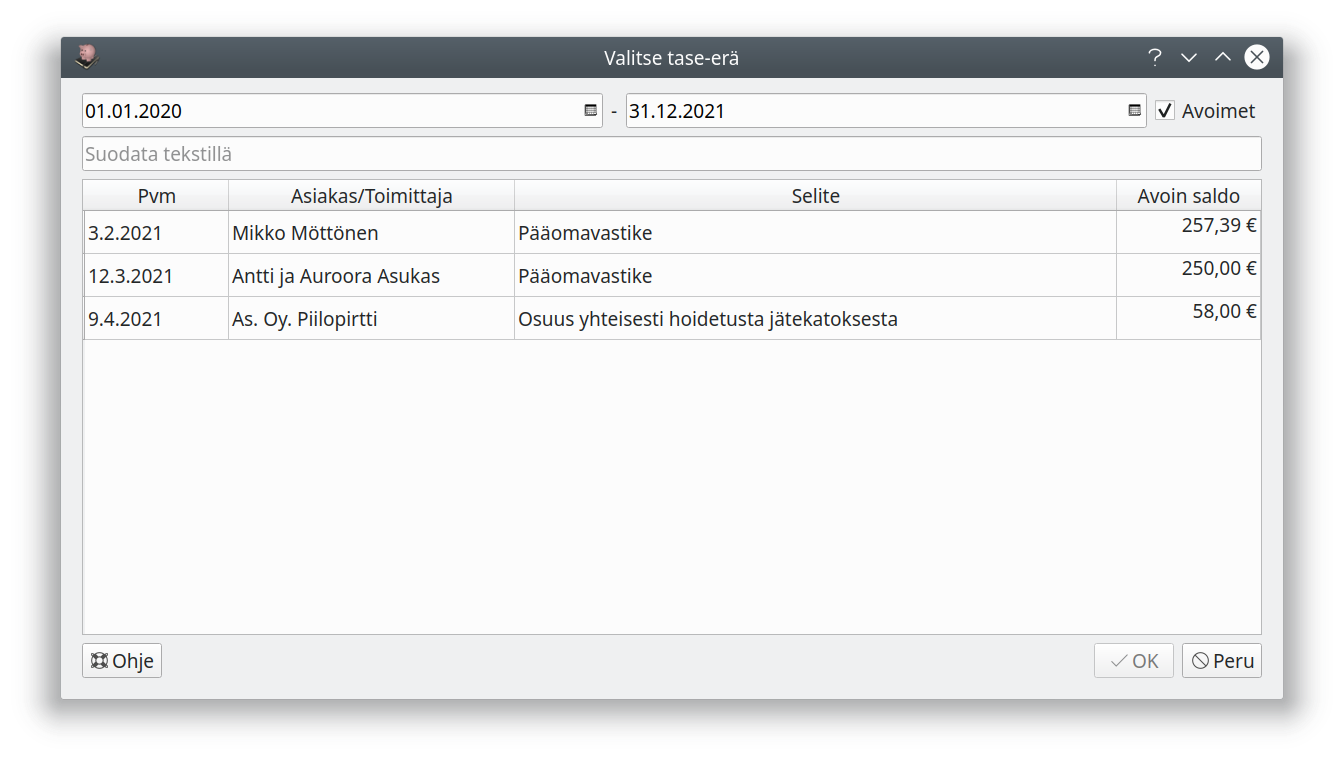 Valitse tase-erä
01.01.2020 - 31.12.2021 Avoimet
Suodata tekstillä
Pvm Asiakas/Toimittaja Selite Avoin saldo
3.2.2021 Mikko Möttönen Pääomavastike 257,39 €
12.3.2021 Antti ja Auroora Asukas Pääomavastike 250,00 €
9.4.2021 As. Oy. Piilopirtti Osuus yhteisesti hoidetusta jätekatoksesta 58,00 €
Ohje OK Peru